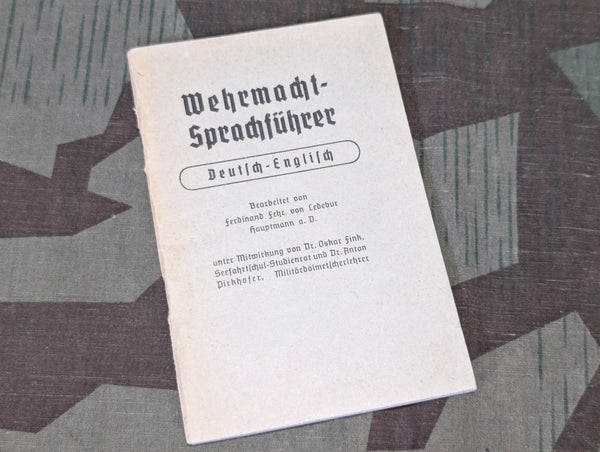 Wehrmacht-
Sprachführer
Deutsch-Englisch
Bearbeitet von
Ferdinand Frhr. von Ledebur
Hauptmann a. D.
unter Mitwirkung von Dr. Oskar Fink,
Seefahrtschul-Studienrat und Dr. Anton
Pirkhofer, Militärdolmetscherlehrer